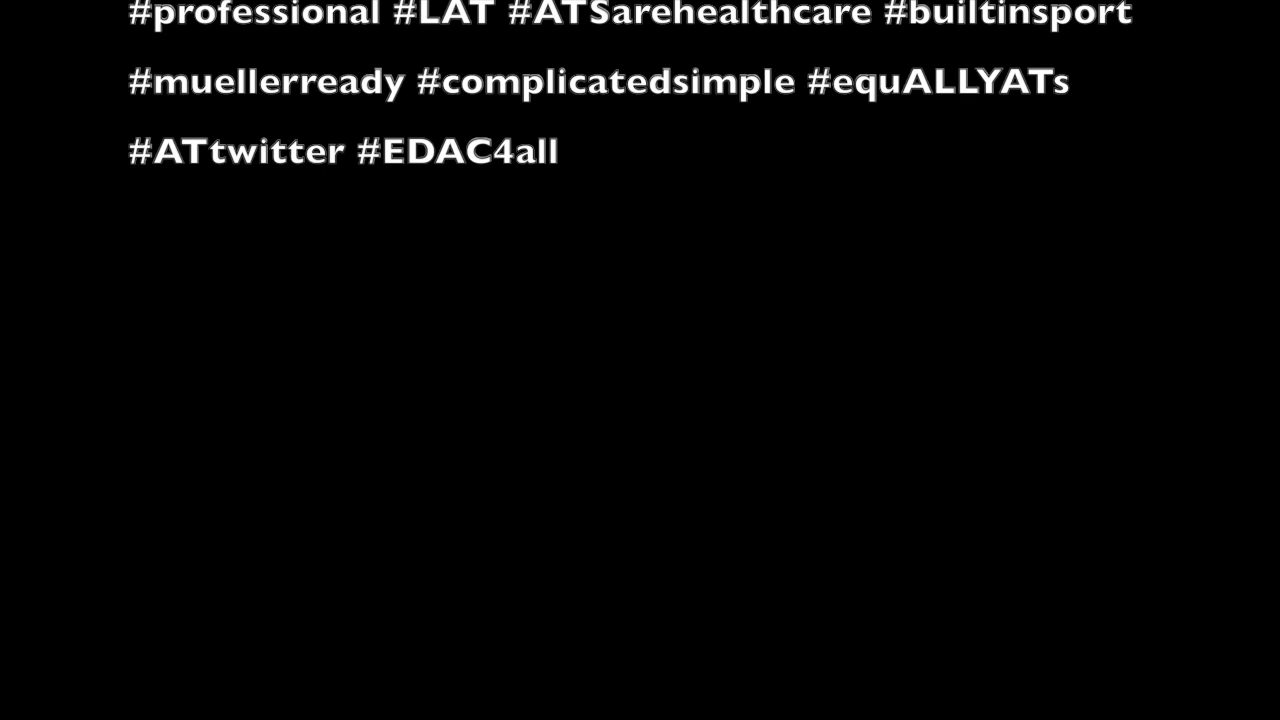 #professional #LAT #ATSarehealthcare #builtinsport
#muellerready #complicatedsimple #equALLYATs
#ATtwitter #EDAC4all